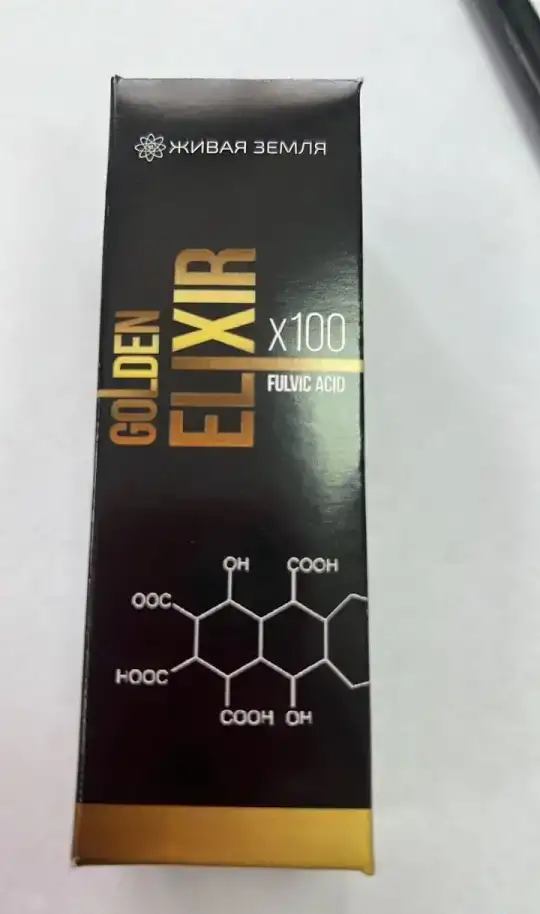 ЖИВАЯ ЗЕМЛЯ
GOLDEN
ELIXIR
X100
FULVIC ACID
OH COOH
OOC
HOOC
COOH OH